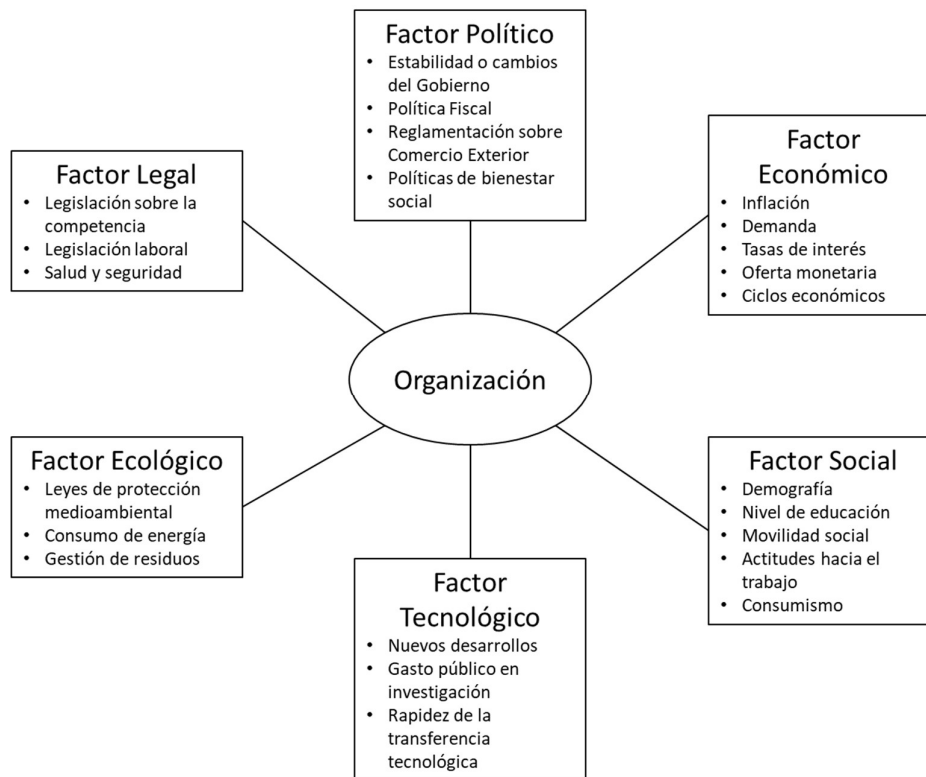 Factor Político
• Estabilidad o cambios
del Gobierno
• Política Fiscal
• Reglamentación sobre
Comercio Exterior
• Políticas de bienestar
social
Factor
Económico
• Inflación
• Demanda
• Tasas de interés
• Oferta monetaria
• Ciclos económicos
Factor Legal
• Legislación sobre la
competencia
• Legislación laboral
• Salud y seguridad
Organización
Factor Ecológico
• Leyes de protección
medioambiental
• Consumo de energía
• Gestión de residuos
Factor Social
• Demografía
• Nivel de educación
• Movilidad social
• Actitudes hacia el
trabajo
• Consumismo
Factor
Tecnológico
• Nuevos desarrollos
• Gasto público en
investigación
• Rapidez de la
transferencia
tecnológica